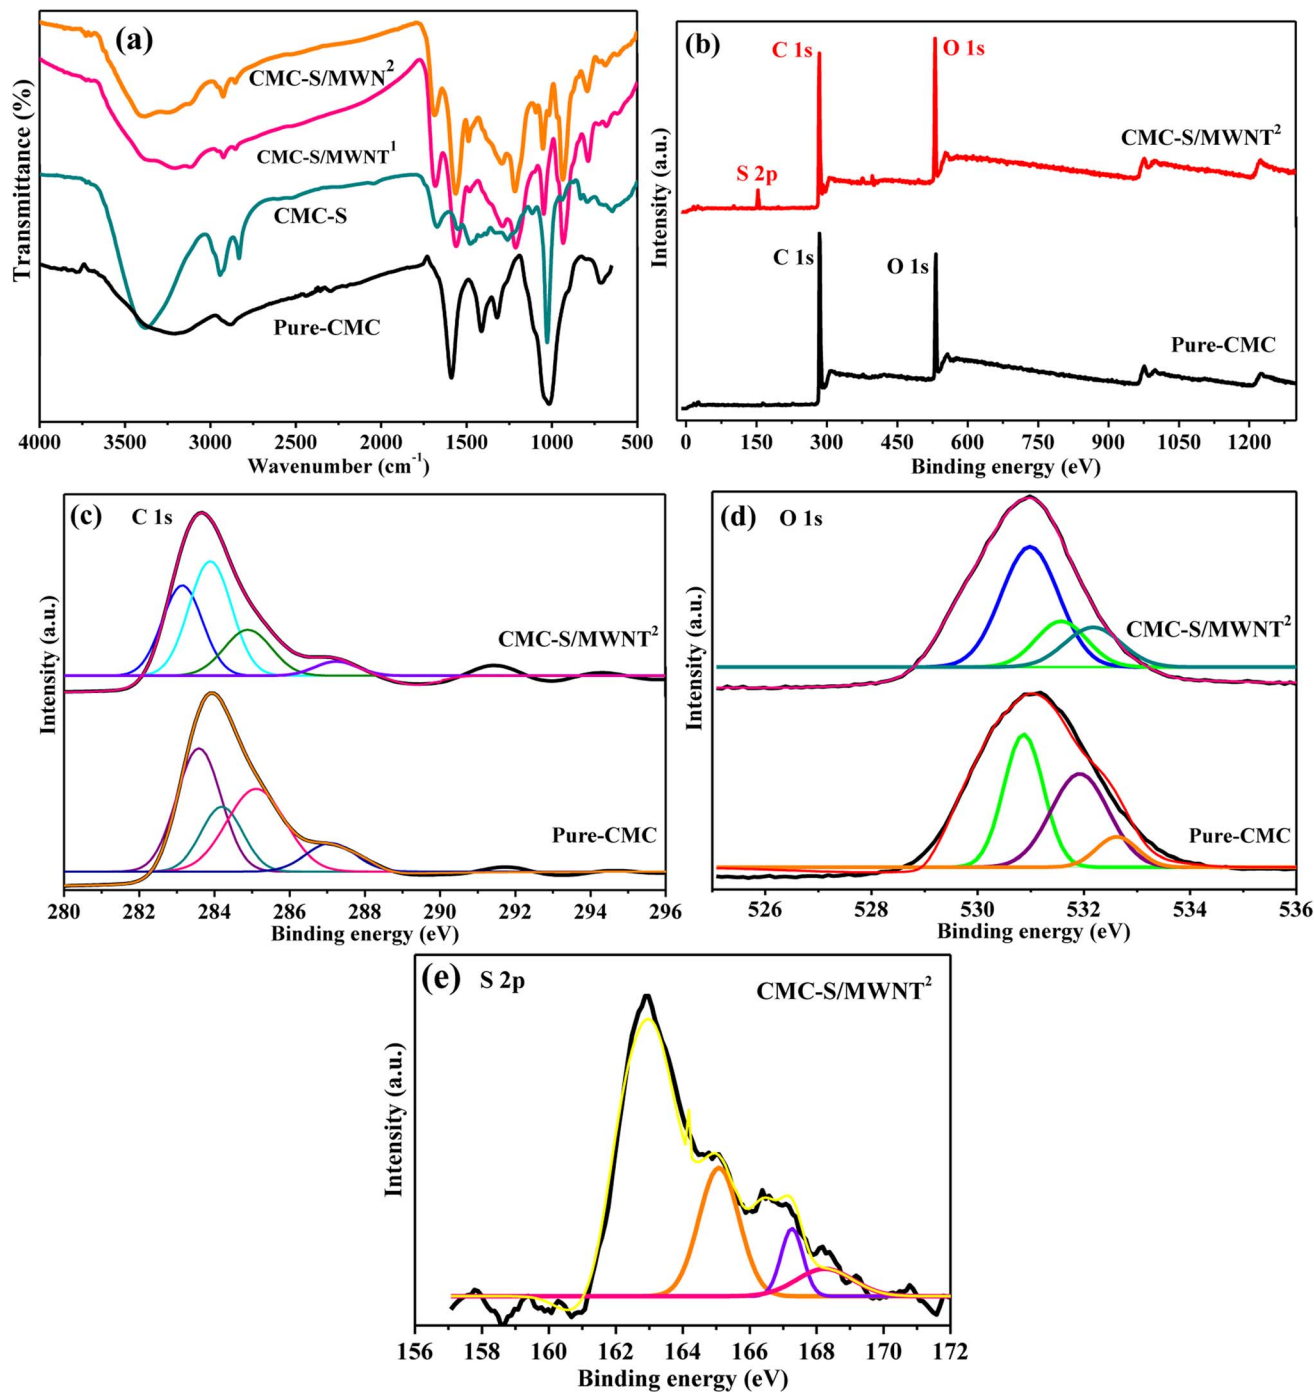 (a)
CMC-S/MWN²
CMC-S/MWNT¹
CMC-S
Pure-CMC
Transmittance (%)
4000 3500 3000 2500 2000 1500 1000 500
Wavenumber (cm⁻¹)
(b)
C 1s
O 1s
S 2p
CMC-S/MWNT²
C 1s
O 1s
Pure-CMC
Intensity (a.u.)
0 150 300 450 600 750 900 1050 1200
Binding energy (eV)
(c) C 1s
CMC-S/MWNT²
Pure-CMC
Intensity (a.u.)
280 282 284 286 288 290 292 294 296
Binding energy (eV)
(d) O 1s
CMC-S/MWNT²
Pure-CMC
Intensity (a.u.)
526 528 530 532 534 536
Binding energy (eV)
(e) S 2p
CMC-S/MWNT²
Intensity (a.u.)
156 158 160 162 164 166 168 170 172
Binding energy (eV)